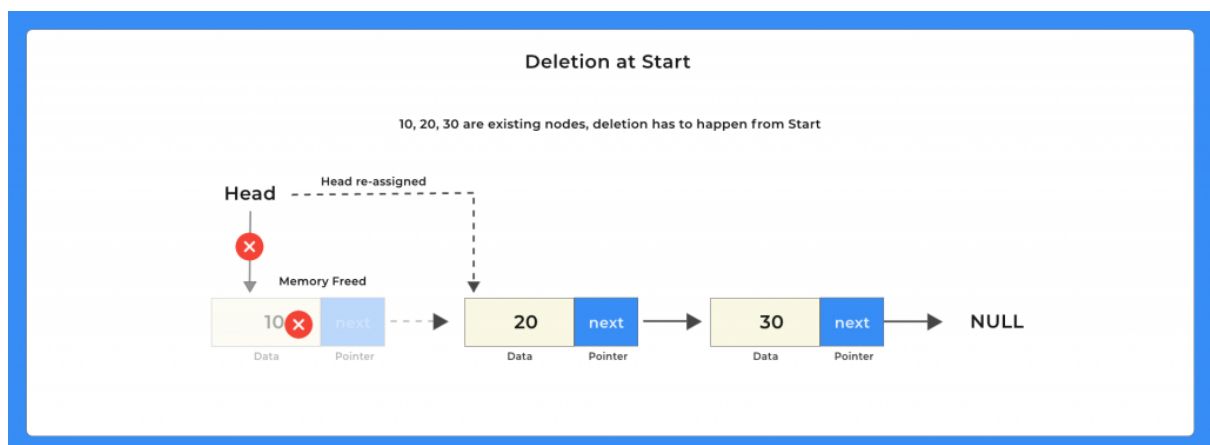 Deletion at Start
10, 20, 30 are existing nodes, deletion has to happen from Start
Head re-assigned
Head
Memory Freed
10 next 20 next 30 next NULL
Data Pointer Data Pointer Data Pointer